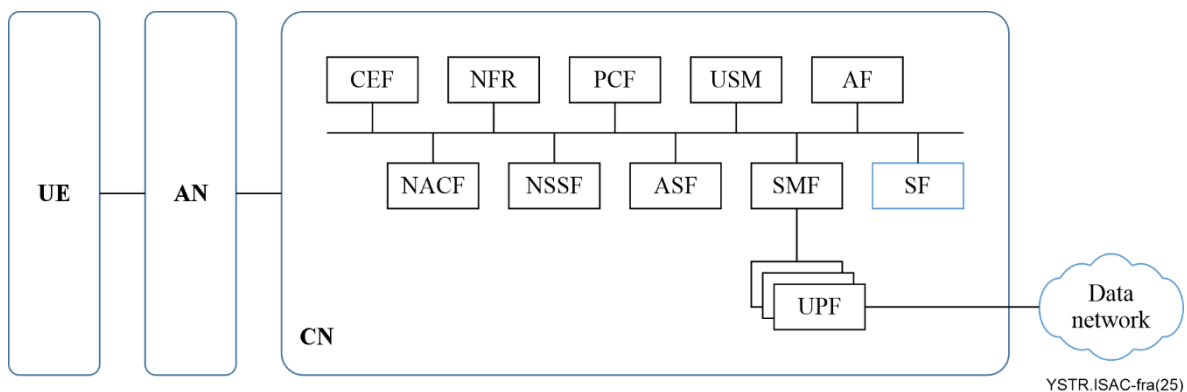 CEF NFR PCF USM AF
UE AN NACF NSSF ASF SMF SF
UPF
Data
network
CN
YSTR.ISAC-fra(25)